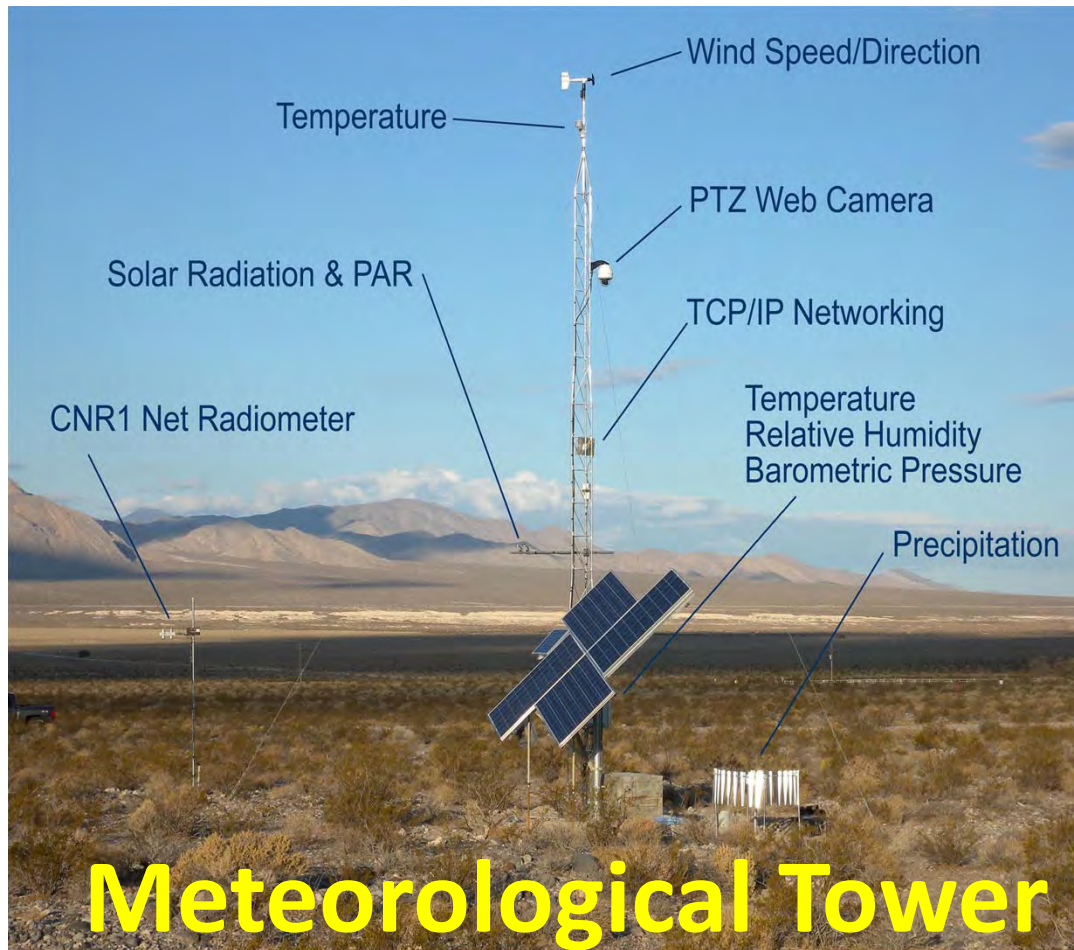 Wind Speed/Direction
Temperature
PTZ Web Camera
Solar Radiation & PAR
TCP/IP Networking
CNR1 Net Radiometer
Temperature
Relative Humidity
Barometric Pressure
Precipitation
Meteorological Tower